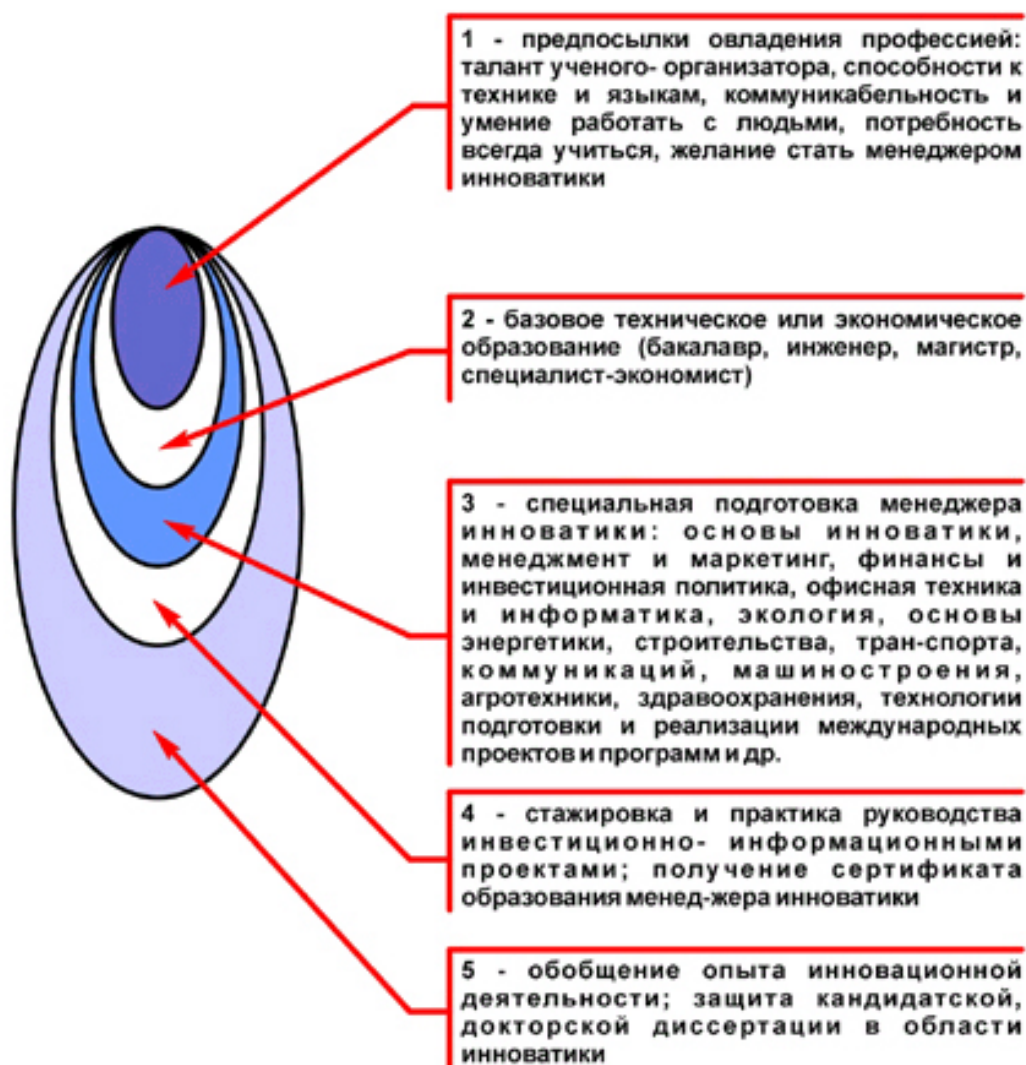 1 - предпосылки овладения профессией:
талант ученого- организатора, способности к
технике и языкам, коммуникабельность и
умение работать с людьми, потребность
всегда учиться, желание стать менеджером
инноватики
2 - базовое техническое или экономическое
образование (бакалавр, инженер, магистр,
специалист-экономист)
3 - специальная подготовка менеджера
инноватики: основы инноватики,
менеджмент и маркетинг, финансы и
инвестиционная политика, офисная техника
и информатика, экология, основы
энергетики, строительства, тран-спорта,
коммуникаций, машиностроения,
агротехники, здравоохранения, технологии
подготовки и реализации международных
проектов и программ и др.
4 - стажировка и практика руководства
инвестиционно- информационными
проектами; получение сертификата
образования менед-жера инноватики
5 - обобщение опыта инновационной
деятельности; защита кандидатской,
докторской диссертации в области
инноватики